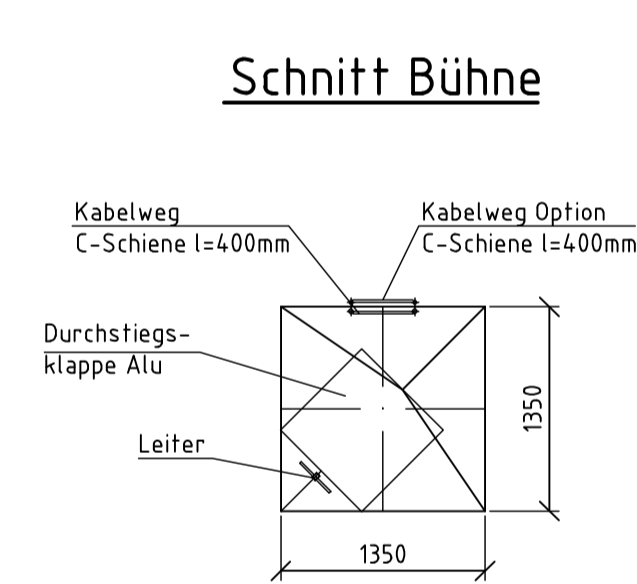 Schnitt Bühne
Kabelweg
C-Schiene l=400mm
Kabelweg Option
C-Schiene l=400mm
Durchstiegs-
klappe Alu
Leiter
1350
1350